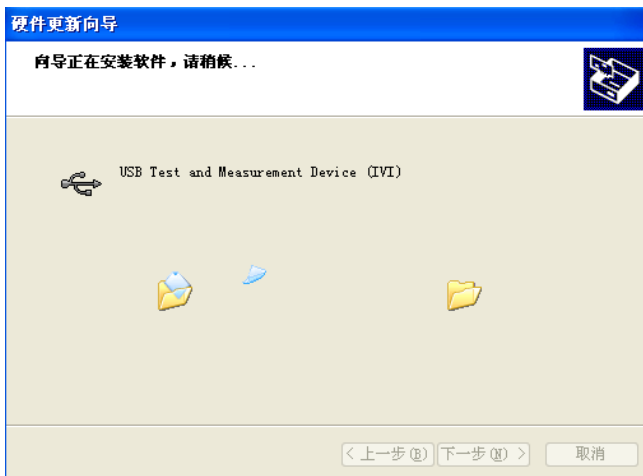 硬件更新向导
向导正在安装软件，请稍候...
USB Test and Measurement Device (IVI)
< 上一步(B) 下一步(N) > 取消